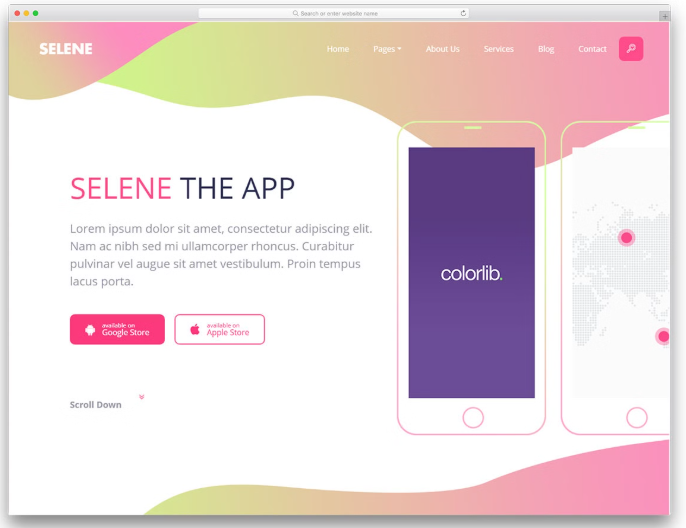 Search or enter website name
SELENE
Home
Pages
About Us
Services
Blog
Contact
SELENE THE APP
Lorem ipsum dolor sit amet, consectetur adipiscing elit.
Nam ac nibh sed mi ullamcorper rhoncus. Curabitur
pulvinar vel augue sit amet vestibulum. Proin tempus
lacus porta.
available on
Google Store
available on
Apple Store
Scroll Down
colorlib.